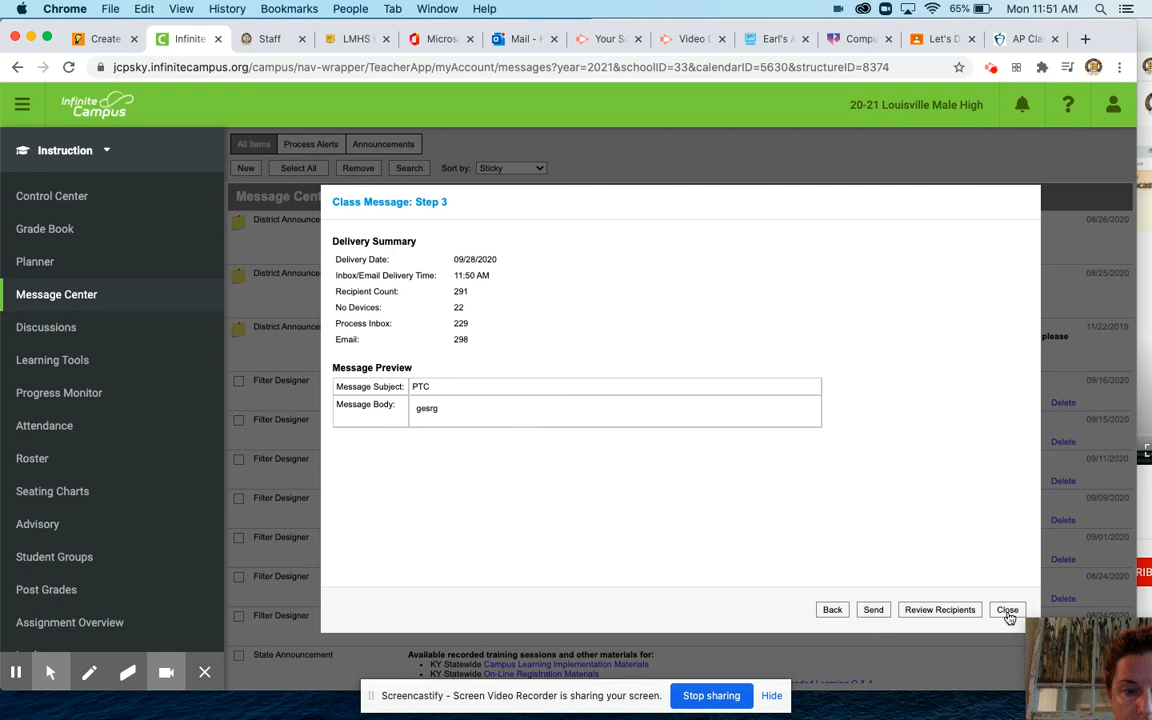 Chrome File Edit View History Bookmarks People Tab Window Help 65% Mon 11:51 AM
Create Infinite Staff LMHS Micros Mail - Your S Video D Earl's Compu Let's D AP Cla
jcpsky.infinitecampus.org/campus/nav-wrapper/TeacherApp/myAccount/messages?year=2021&schoolID=33&calendarID=5630&structureID=8374
Infinite Campus 20-21 Louisville Male High
Instruction
Control Center
Grade Book
Planner
Message Center
Discussions
Learning Tools
Progress Monitor
Attendance
Roster
Seating Charts
Advisory
Student Groups
Post Grades
Assignment Overview
All Items Process Alerts Announcements
New Select All Remove Search Sort by: Sticky
Message Cent
District Announce 08/26/2020
District Announce 08/25/2020
District Announce 11/22/2019
please
Filter Designer 09/16/2020
Delete
Filter Designer 09/15/2020
Delete
Filter Designer 09/11/2020
Delete
Filter Designer 09/09/2020
Delete
Filter Designer 09/01/2020
Delete
Filter Designer 08/24/2020
Delete
Filter Designer 08/24/2020
State Announcement Available recorded training sessions and other materials for:
• KY Statewide Campus Learning Implementation Materials
• KY Statewide On-Line Registration Materials
Class Message: Step 3
Delivery Summary
Delivery Date: 09/28/2020
Inbox/Email Delivery Time: 11:50 AM
Recipient Count: 291
No Devices: 22
Process Inbox: 229
Email: 298
Message Preview
Message Subject: PTC
Message Body: gesrg
Back Send Review Recipients Close
RIB
Screencastify - Screen Video Recorder is sharing your screen. Stop sharing Hide